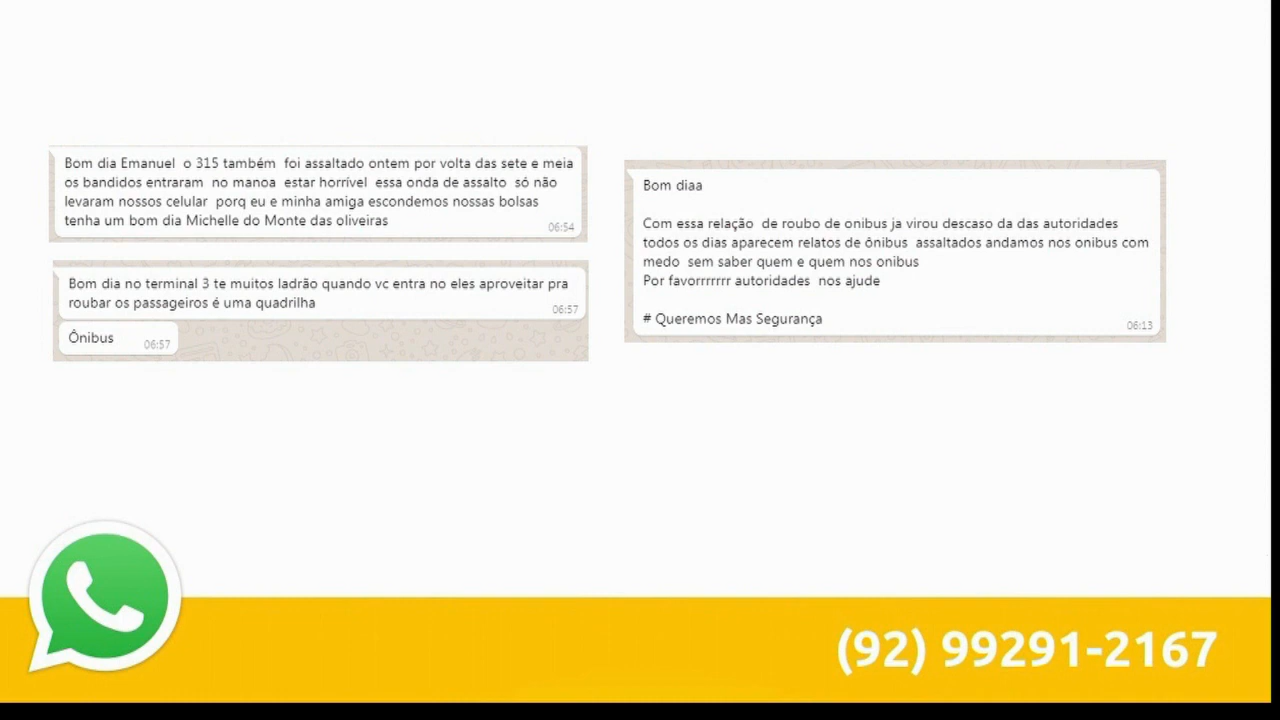 Bom dia Emanuel o 315 também foi assaltado ontem por volta das sete e meia
os bandidos entraram no manoa estar horrível essa onda de assalto só não
levaram nossos celular porq eu e minha amiga escondemos nossas bolsas
tenha um bom dia Michelle do Monte das oliveiras
06:54
Bom dia no terminal 3 te muitos ladrão quando vc entra no eles aproveitar pra
roubar os passageiros é uma quadrilha
06:57
Ônibus
06:57
Bom diaa
Com essa relação de roubo de onibus ja virou descaso da das autoridades
todos os dias aparecem relatos de ônibus assaltados andamos nos onibus com
medo sem saber quem e quem nos onibus
Por favorrrrrrr autoridades nos ajude
# Queremos Mas Segurança
06:13
(92) 99291-2167